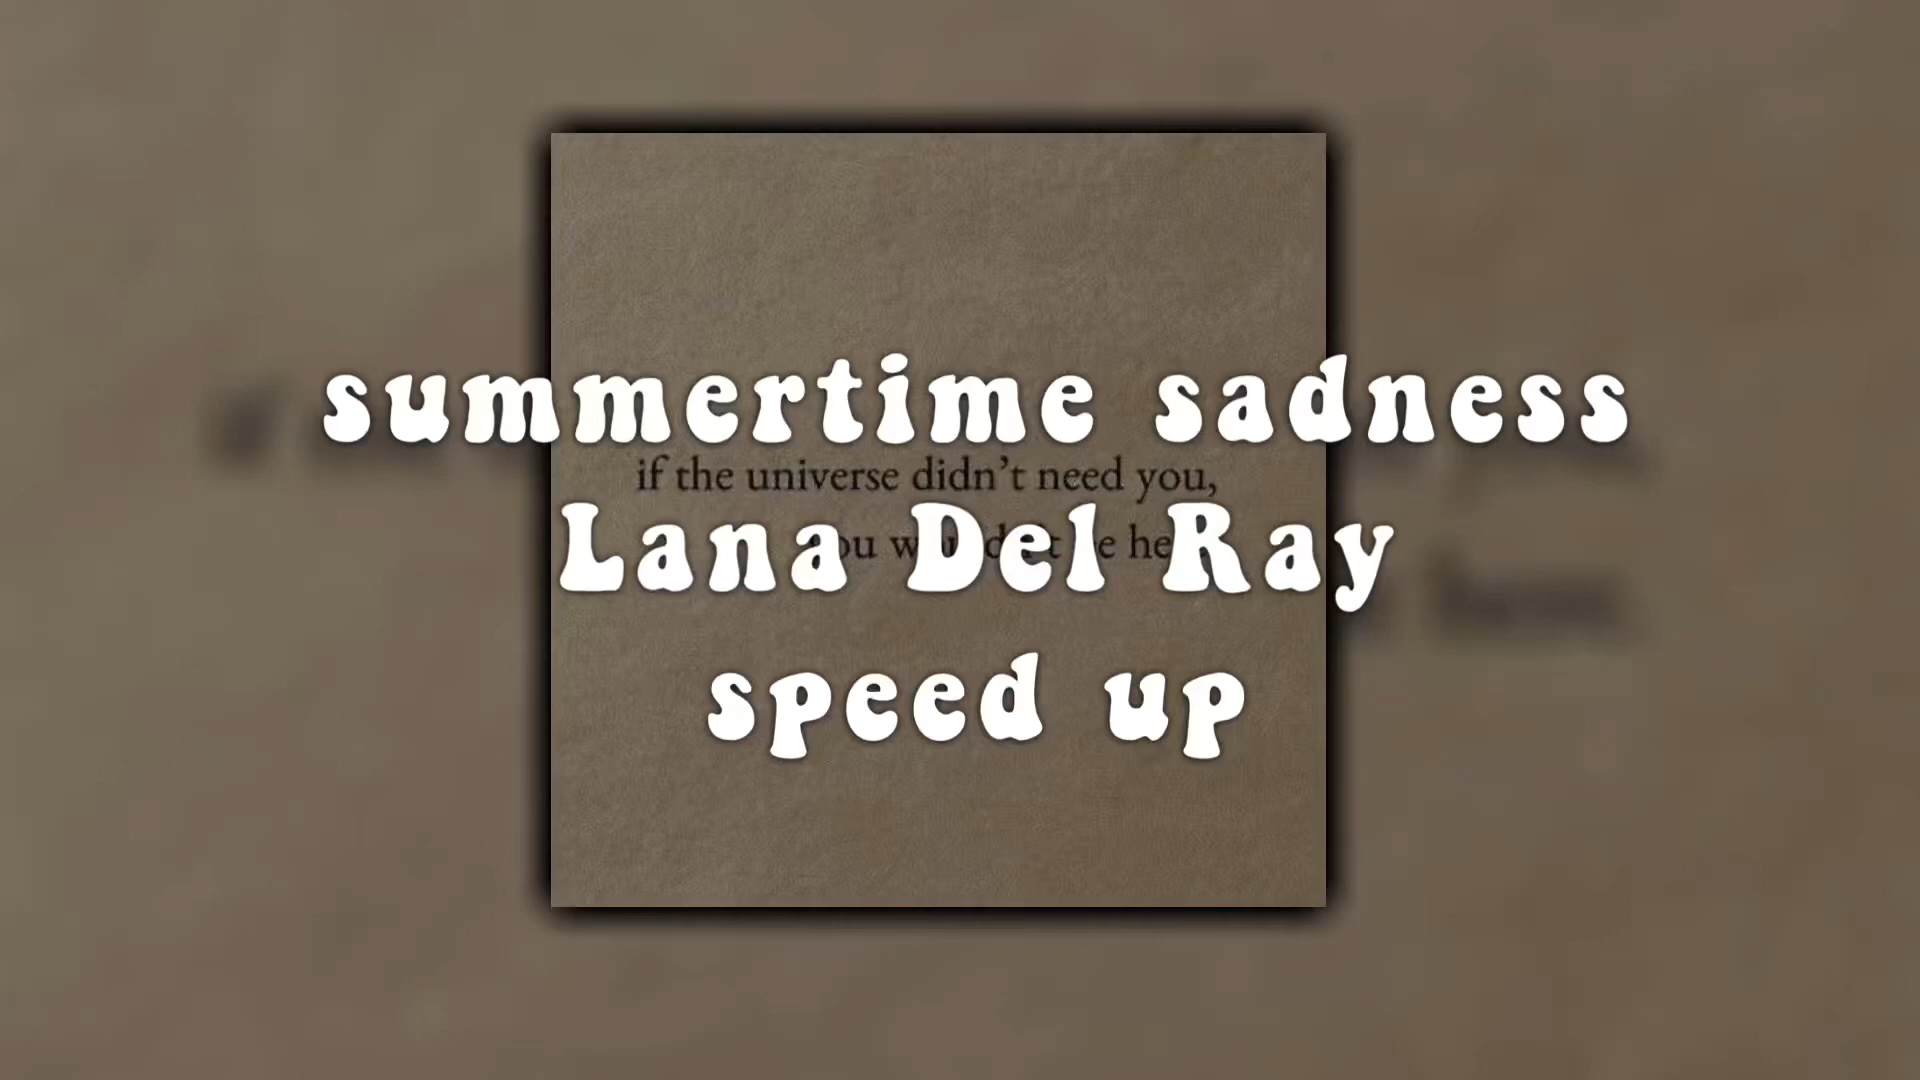 summertime sadness
if the universe didn't need you,
Lana Del Ray
speed up